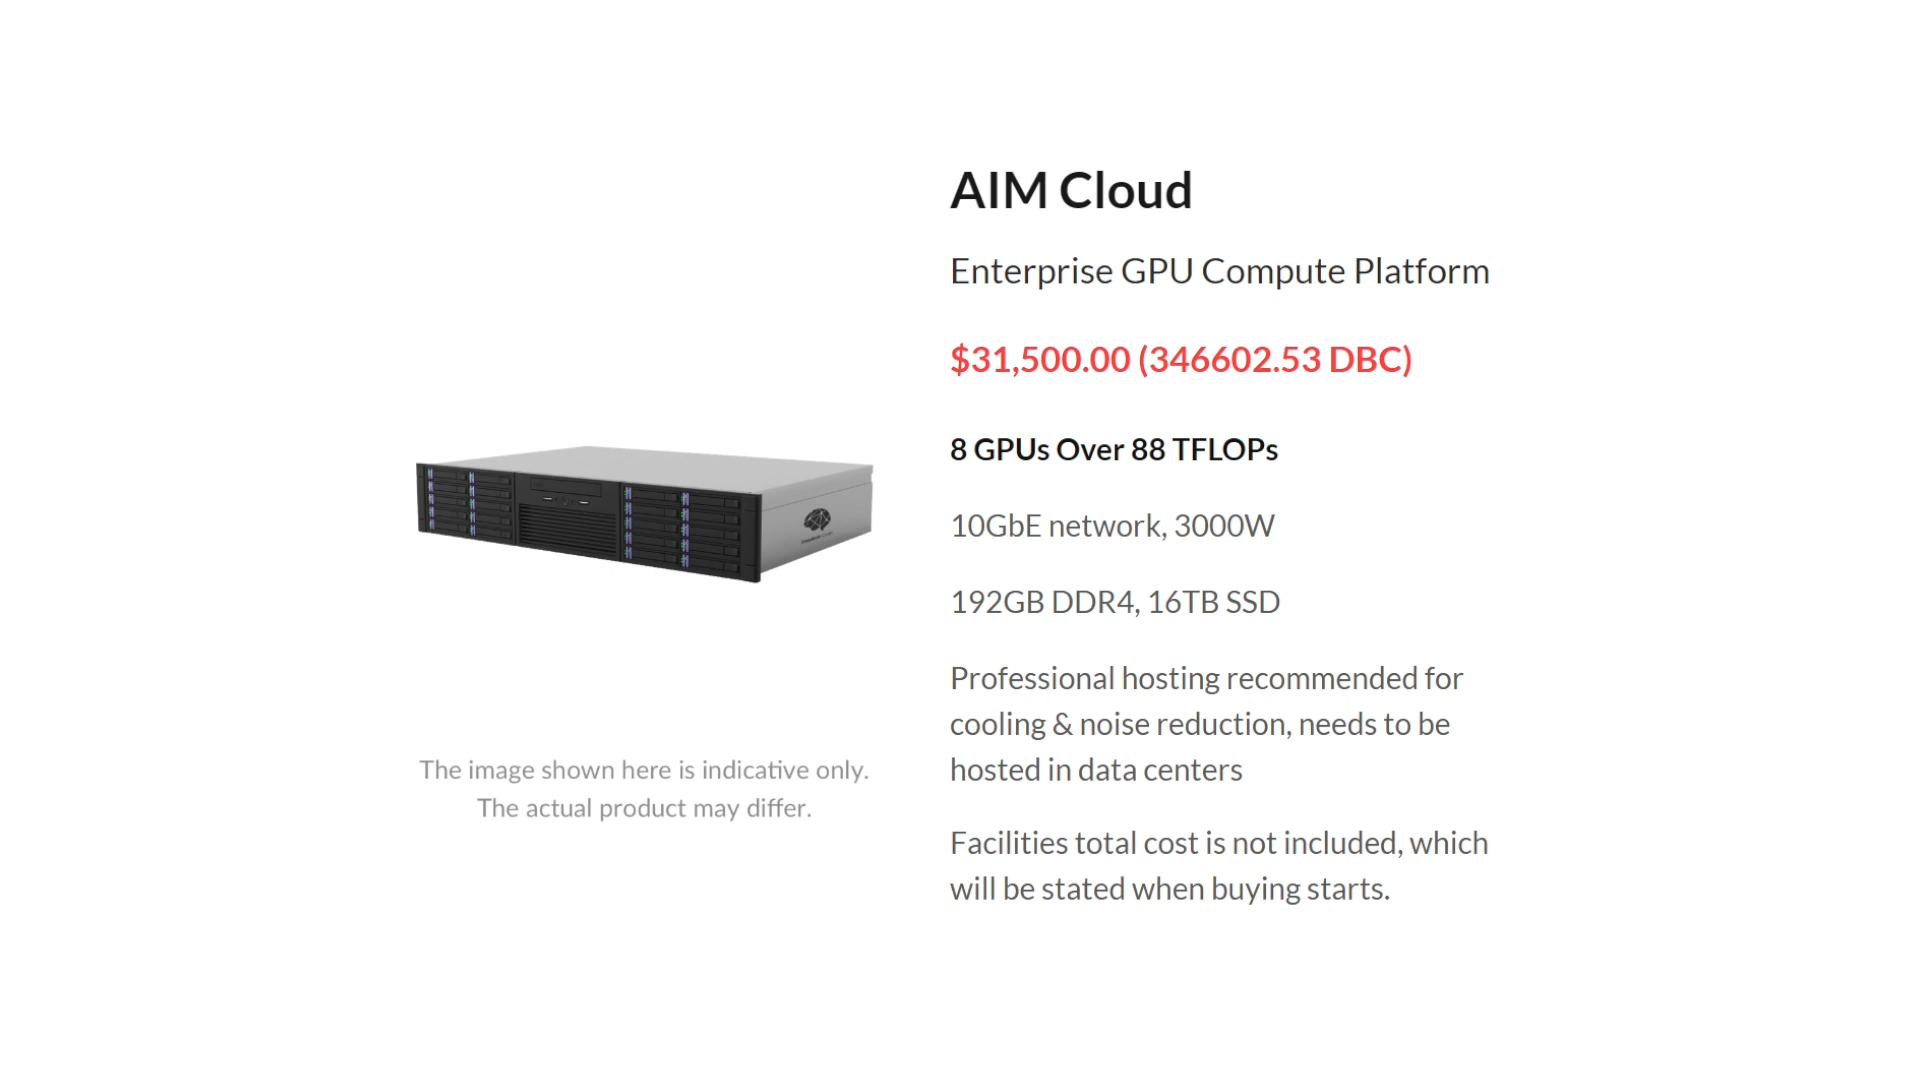 AIM Cloud
Enterprise GPU Compute Platform
$31,500.00 (346602.53 DBC)
8 GPUs Over 88 TFLOPs
10GbE network, 3000W
192GB DDR4, 16TB SSD
Professional hosting recommended for
cooling & noise reduction, needs to be
hosted in data centers
Facilities total cost is not included, which
will be stated when buying starts.
The image shown here is indicative only.
The actual product may differ.